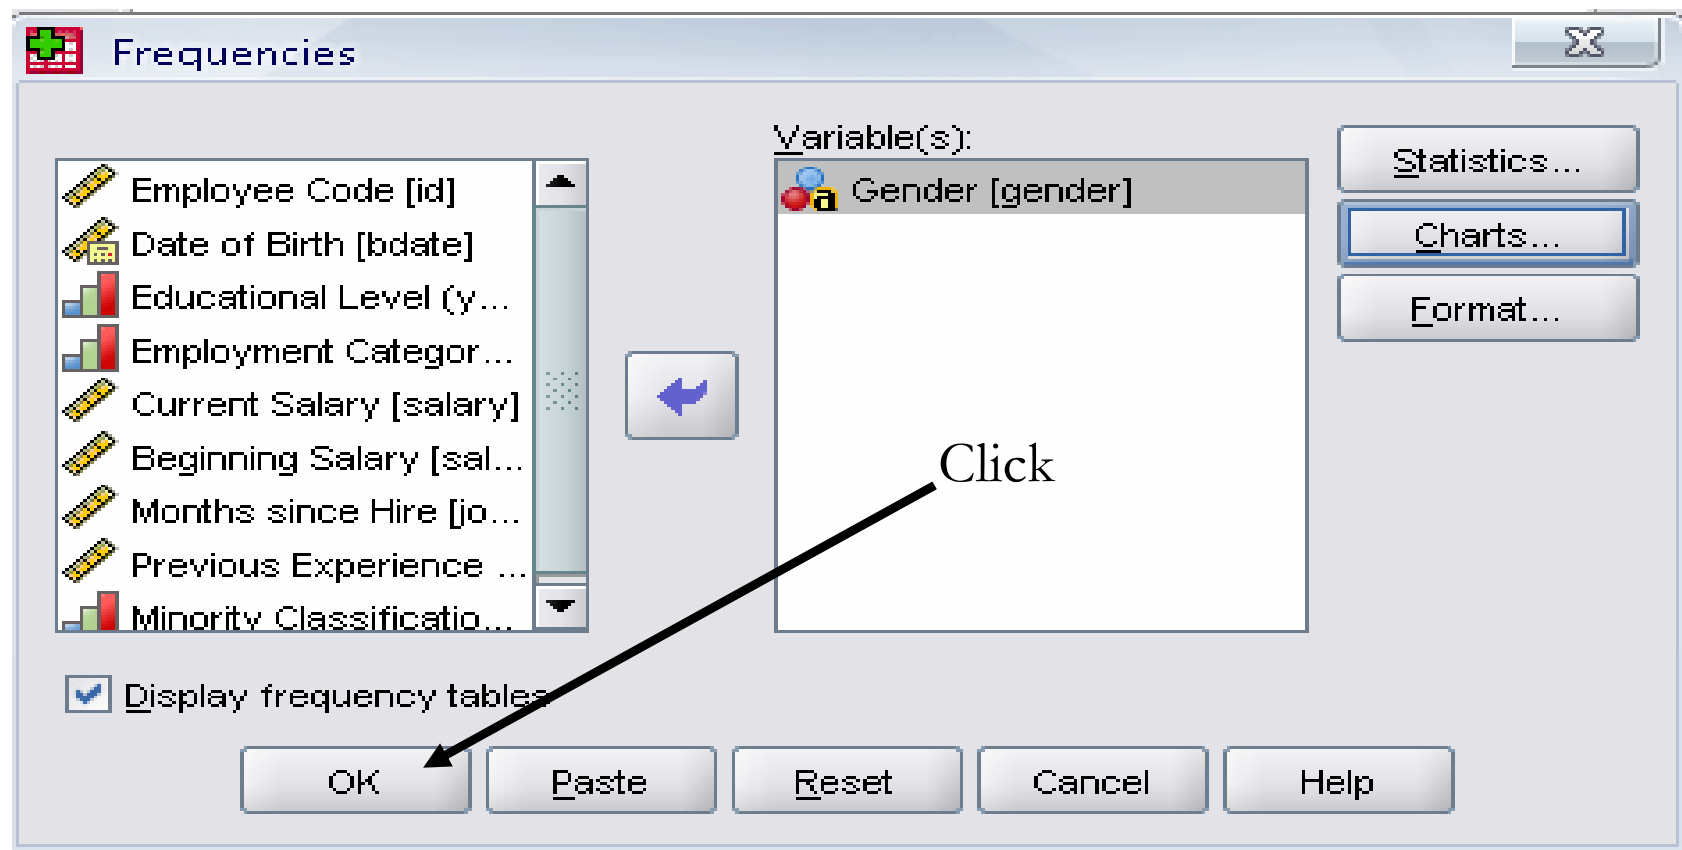 Frequencies
Variable(s):
Employee Code [id]
Date of Birth [bdate]
Educational Level (y...
Employment Categor...
Current Salary [salary]
Beginning Salary [sal...
Months since Hire [jo...
Previous Experience ...
Minority Classificatio...
a Gender [gender]
Statistics...
Charts...
Format...
Click
Display frequency tables
OK Paste Reset Cancel Help